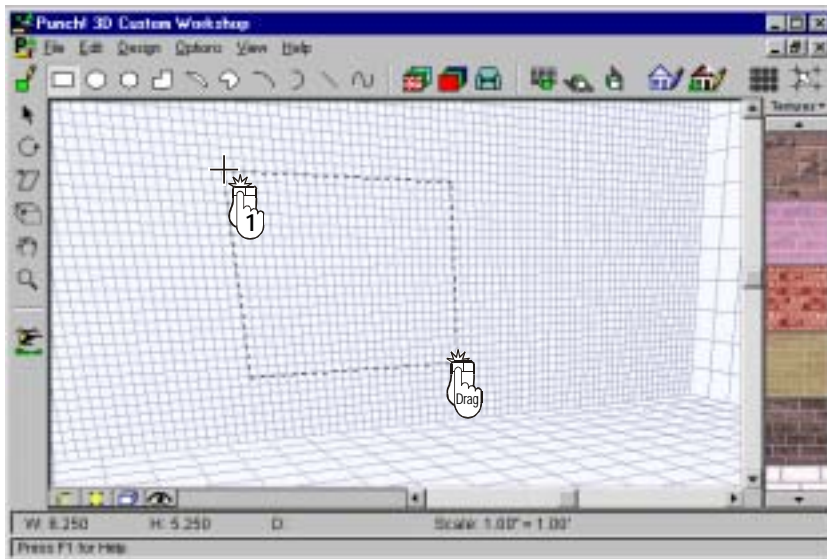 Punch! 3D Custom Workshop
File Edit Design Options View Help
Textures
1
Drag
W: 8.250 H: 5.250 D: Scale: 1.00" = 1.00'
Press F1 for Help